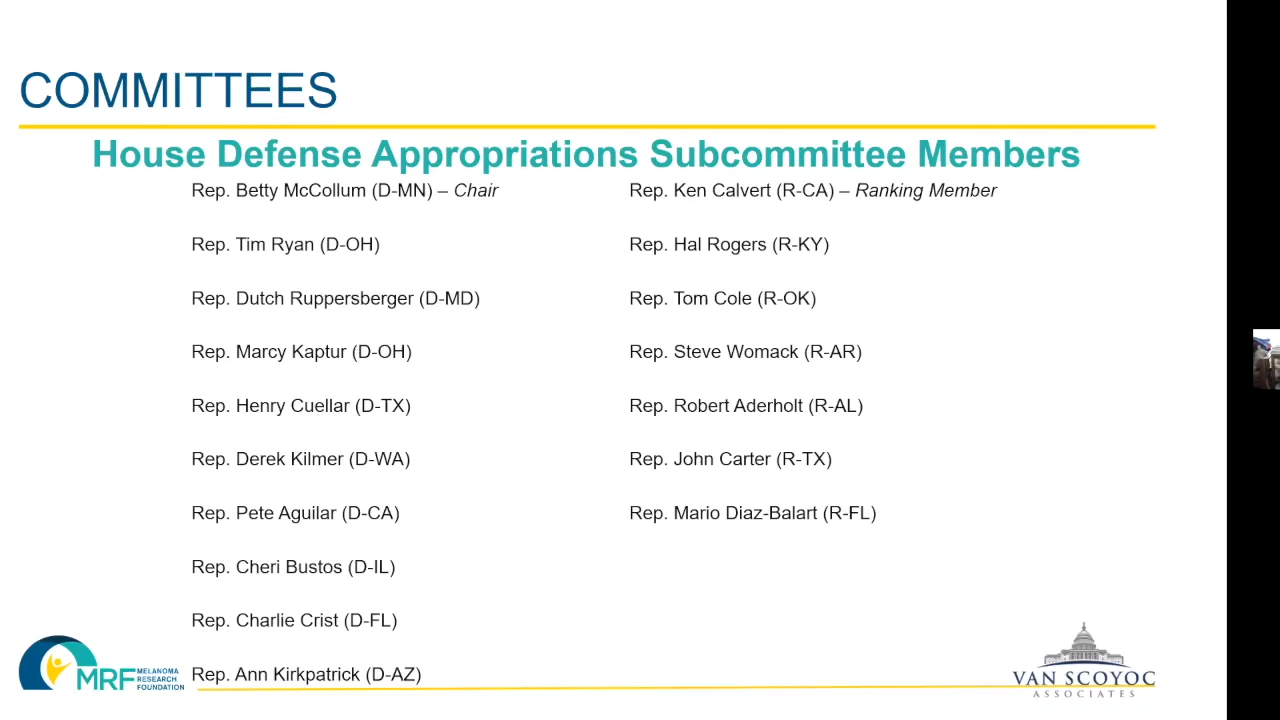 COMMITTEES
House Defense Appropriations Subcommittee Members
Rep. Betty McCollum (D-MN) – Chair
Rep. Tim Ryan (D-OH)
Rep. Dutch Ruppersberger (D-MD)
Rep. Marcy Kaptur (D-OH)
Rep. Henry Cuellar (D-TX)
Rep. Derek Kilmer (D-WA)
Rep. Pete Aguilar (D-CA)
Rep. Cheri Bustos (D-IL)
Rep. Charlie Crist (D-FL)
Rep. Ann Kirkpatrick (D-AZ)
Rep. Ken Calvert (R-CA) – Ranking Member
Rep. Hal Rogers (R-KY)
Rep. Tom Cole (R-OK)
Rep. Steve Womack (R-AR)
Rep. Robert Aderholt (R-AL)
Rep. John Carter (R-TX)
Rep. Mario Diaz-Balart (R-FL)
MRF
MELANOMA
RESEARCH
FOUNDATION
VAN SCOYOC
ASSOCIATES